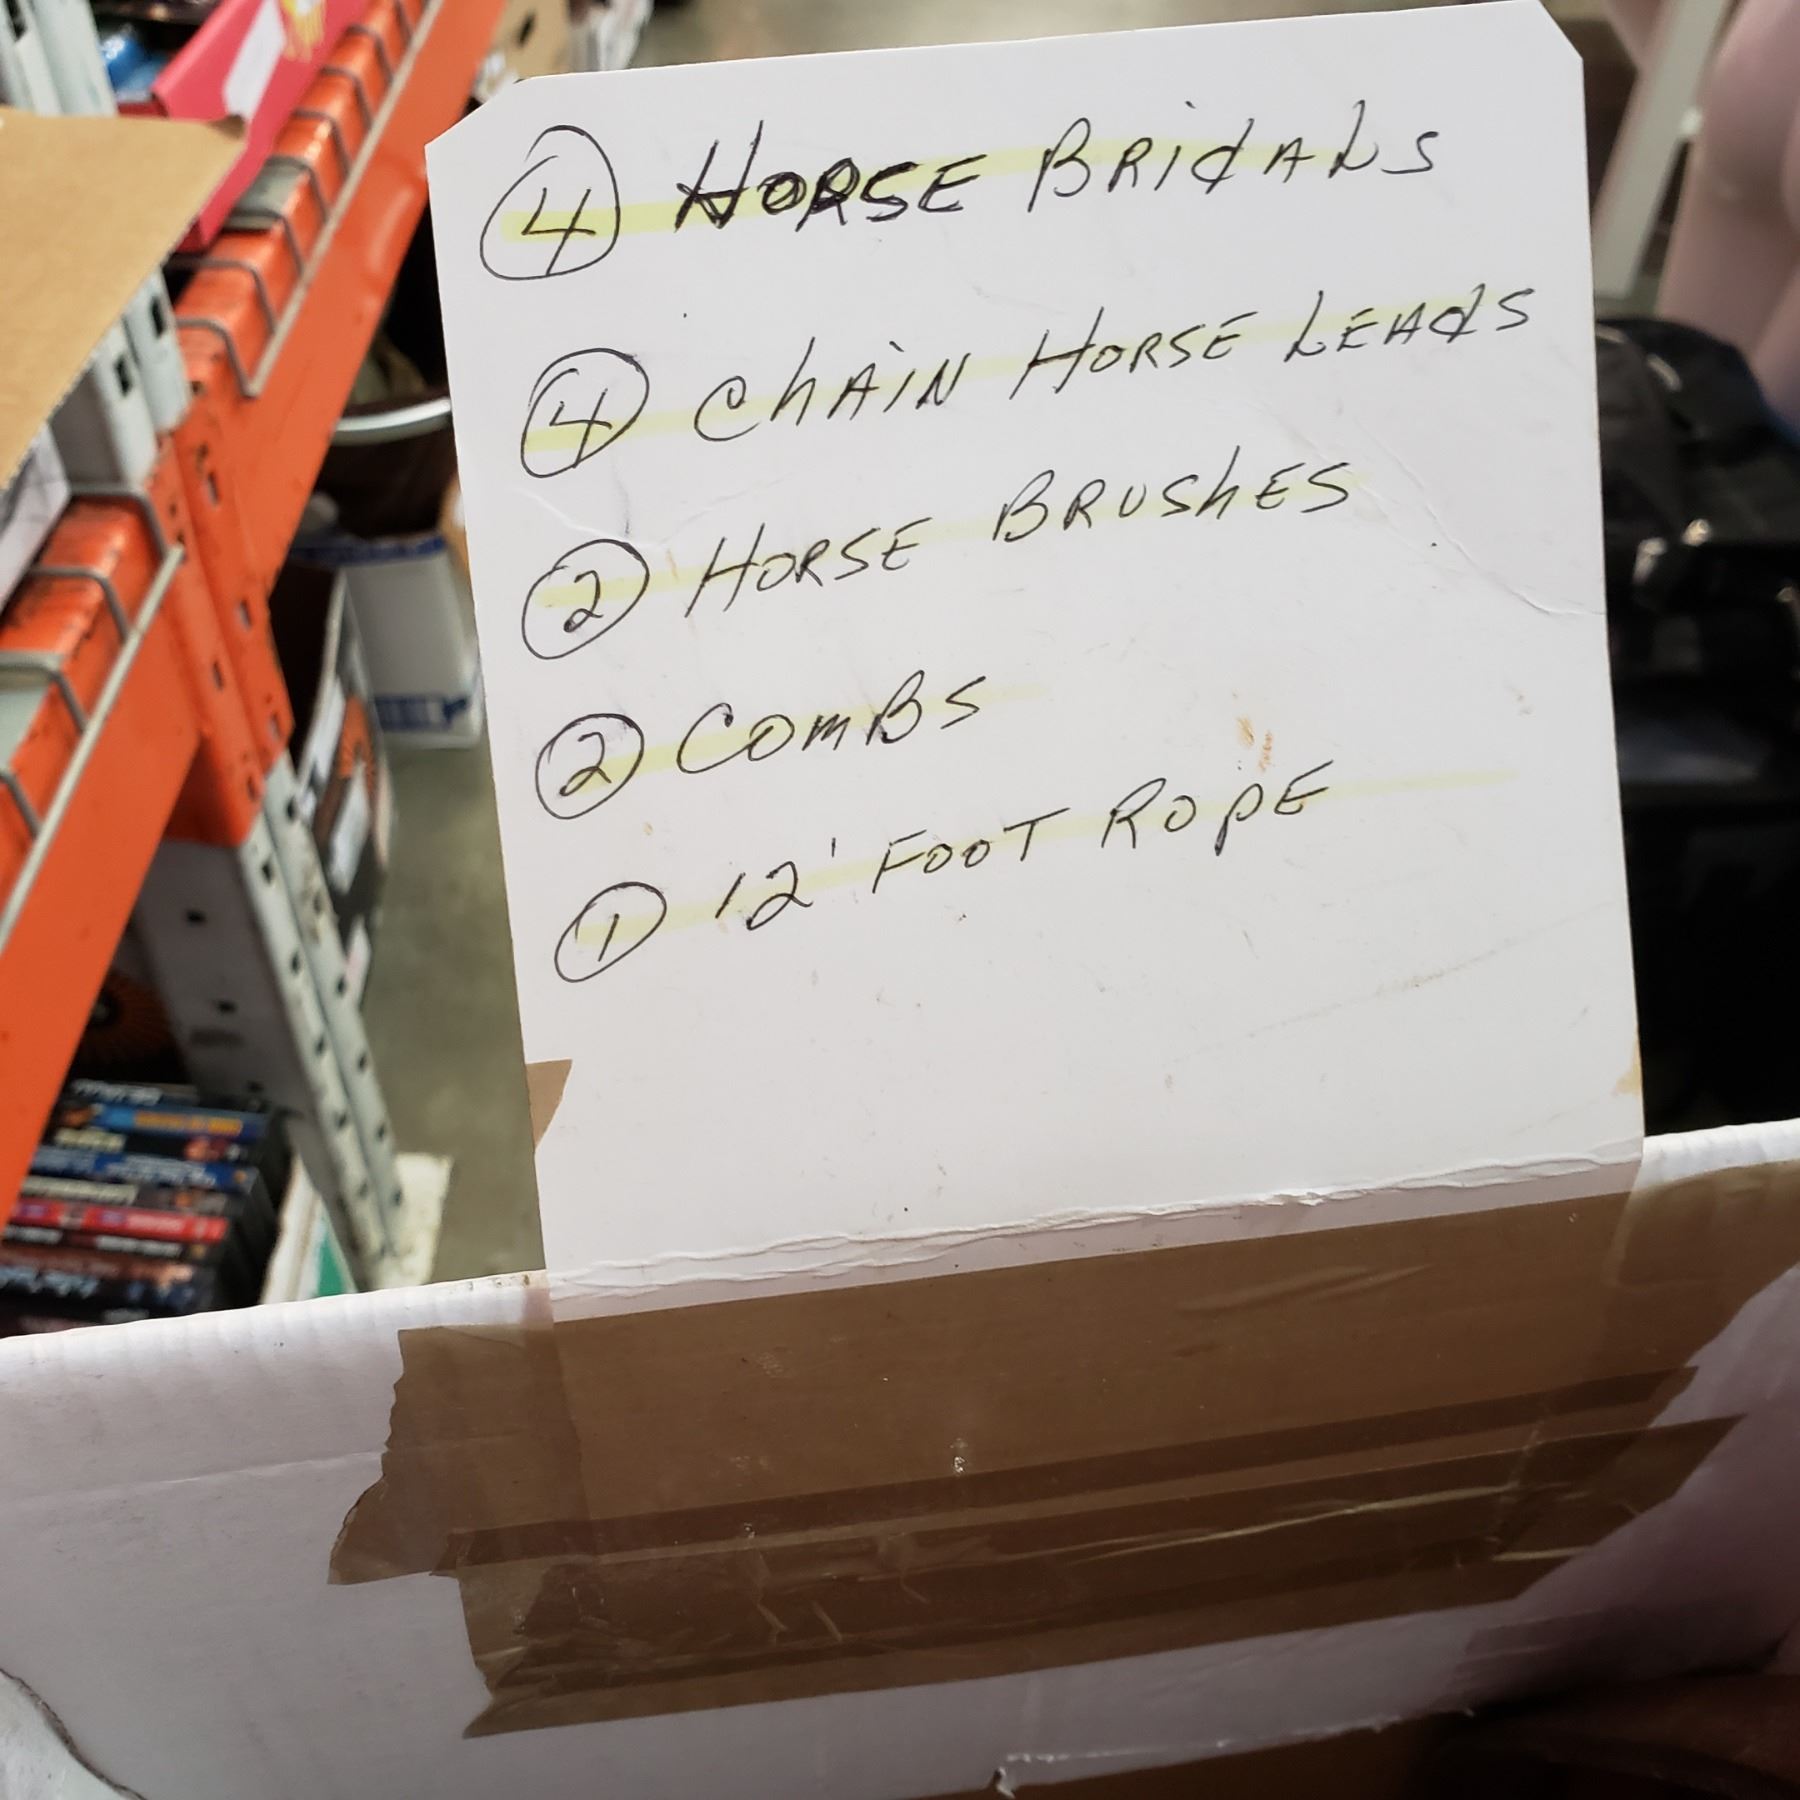 4 HORSE BRIdALS
4 ChAiN HORSE LEAdS
2 HORSE BRUShES
2 COmBS
1 12' FOOT ROpE